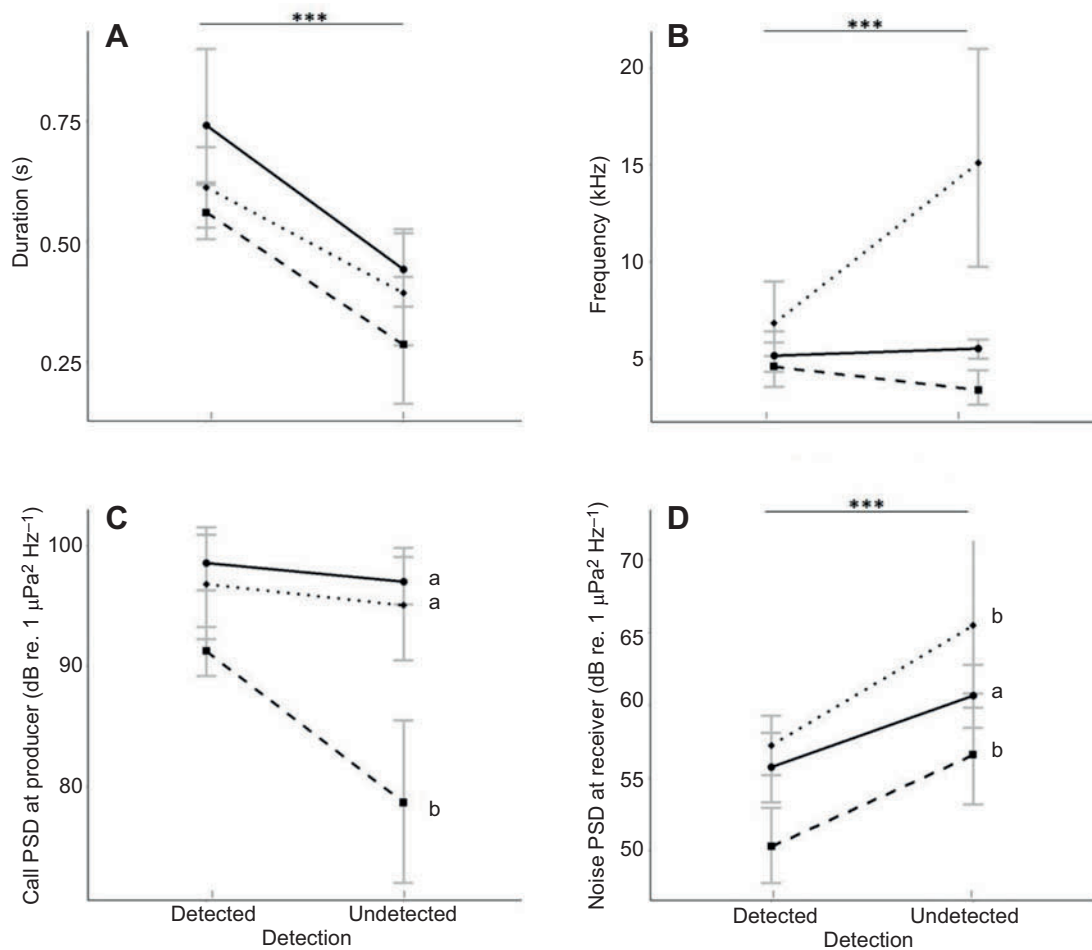 A
***
Duration (s)
0.75
0.50
0.25
B
***
Frequency (kHz)
20
15
10
5
C
Call PSD at producer (dB re. 1 μPa² Hz⁻¹)
100
90
80
a
a
b
Detected
Undetected
Detection
D
***
Noise PSD at receiver (dB re. 1 μPa² Hz⁻¹)
70
65
60
55
50
b
a
b
Detected
Undetected
Detection